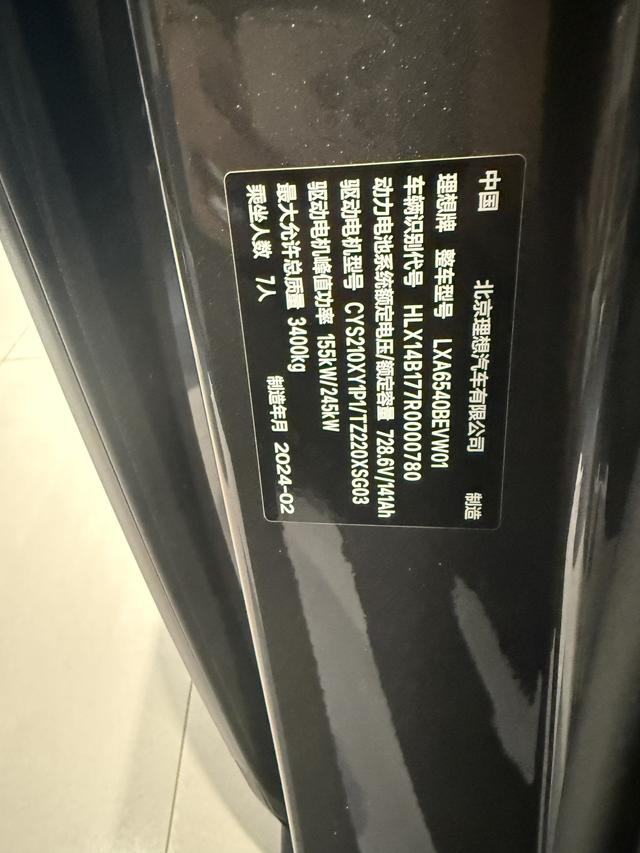 中国 北京理想汽车有限公司 制造
理想牌 整车型号 LXA6540BEVW01
车辆识别代号 HLX14B177R0000780
动力电池系统额定电压/额定容量 728.6V/141Ah
驱动电机型号 CYS210XY1P1/TZ220XSG03
驱动电机峰值功率 155kW/245kW
最大允许总质量 3400kg
乘坐人数 7人 制造年月 2024-02